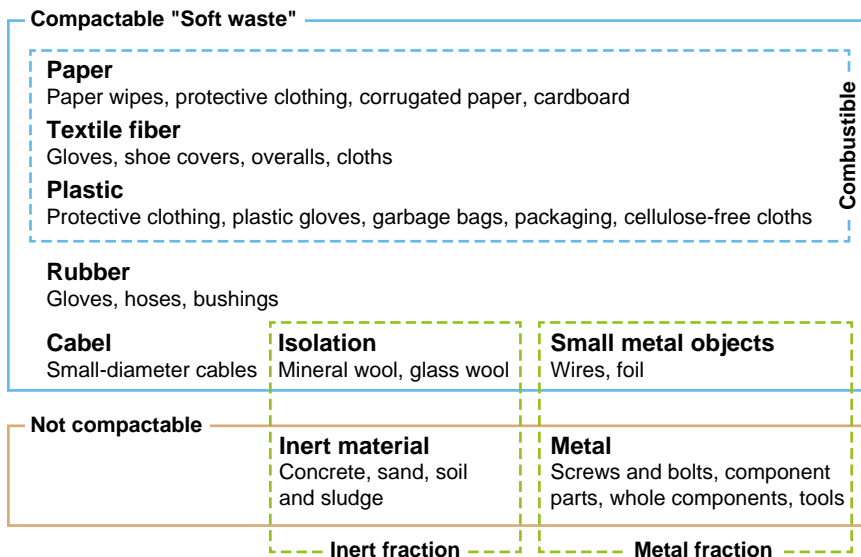 Compactable "Soft waste"
Paper
Paper wipes, protective clothing, corrugated paper, cardboard
Textile fiber
Gloves, shoe covers, overalls, cloths
Plastic
Protective clothing, plastic gloves, garbage bags, packaging, cellulose-free cloths
Combustible
Rubber
Gloves, hoses, bushings
Cabel
Small-diameter cables
Isolation
Mineral wool, glass wool
Small metal objects
Wires, foil
Not compactable
Inert material
Concrete, sand, soil
and sludge
Metal
Screws and bolts, component
parts, whole components, tools
Inert fraction
Metal fraction